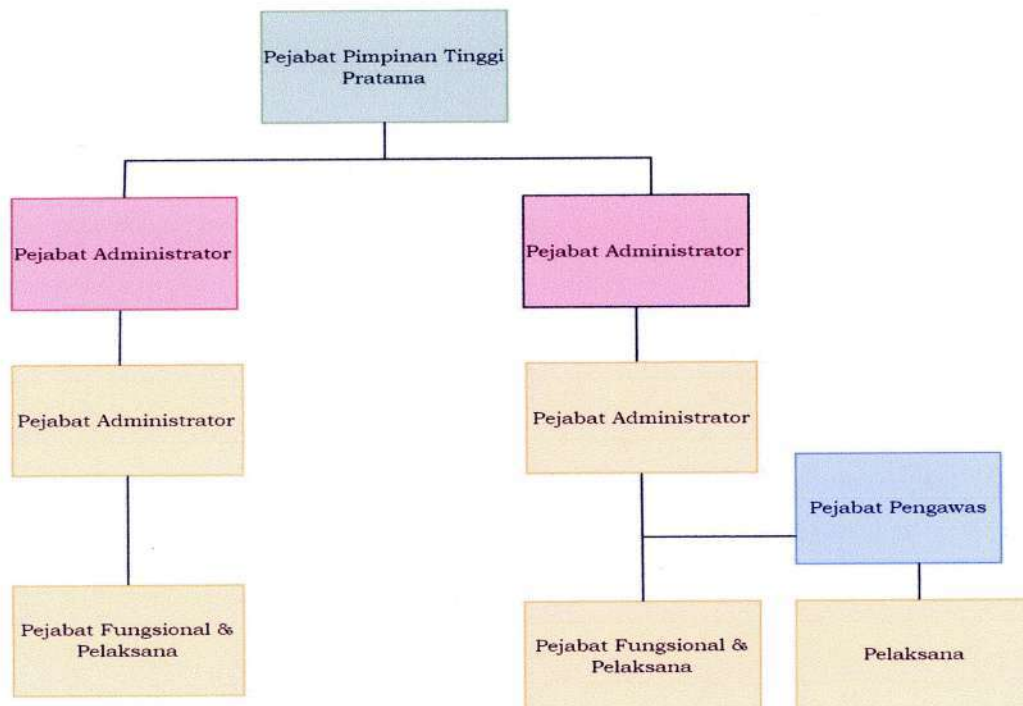 Pejabat Pimpinan Tinggi
Pratama
Pejabat Administrator
Pejabat Administrator
Pejabat Administrator
Pejabat Administrator
Pejabat Pengawas
Pejabat Fungsional &
Pelaksana
Pejabat Fungsional &
Pelaksana
Pelaksana